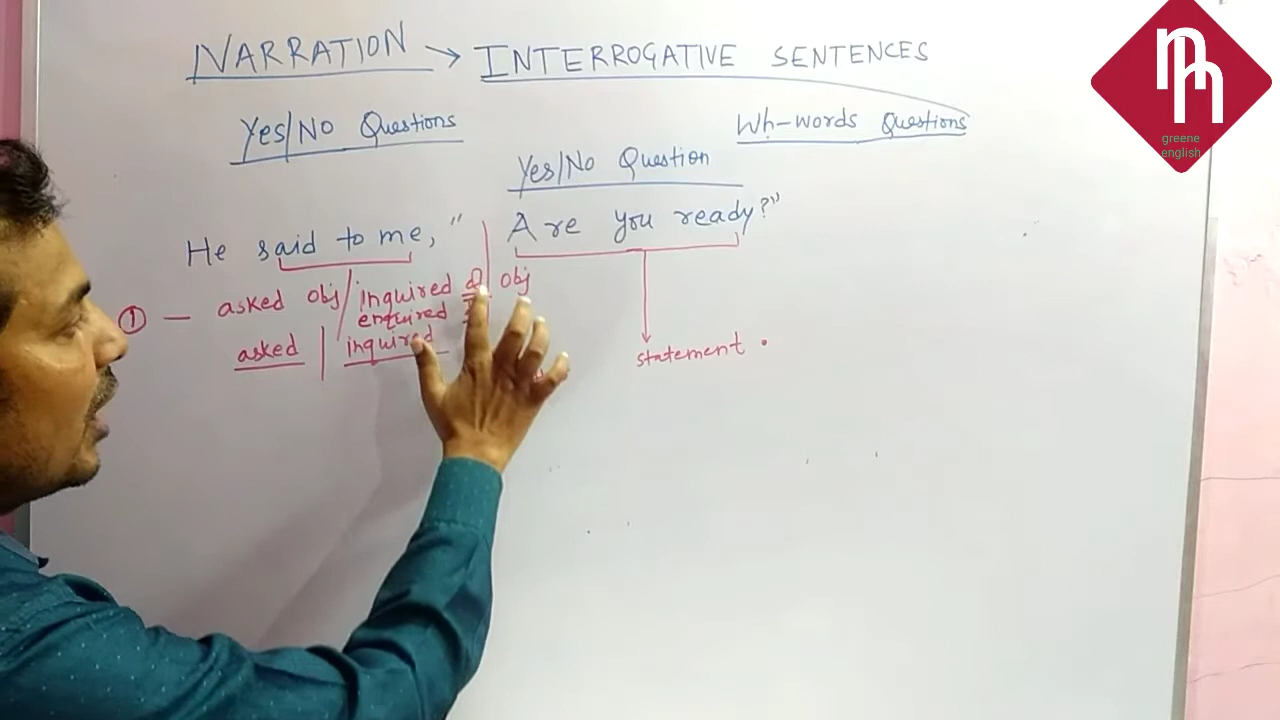 NARRATION → INTERROGATIVE SENTENCES
Yes/No Questions
Wh-words Questions
Yes/No Question
He said to me, " Are you ready?"
① — asked obj/inquired of obj
enquired
asked | inquired
statement .
greene
english